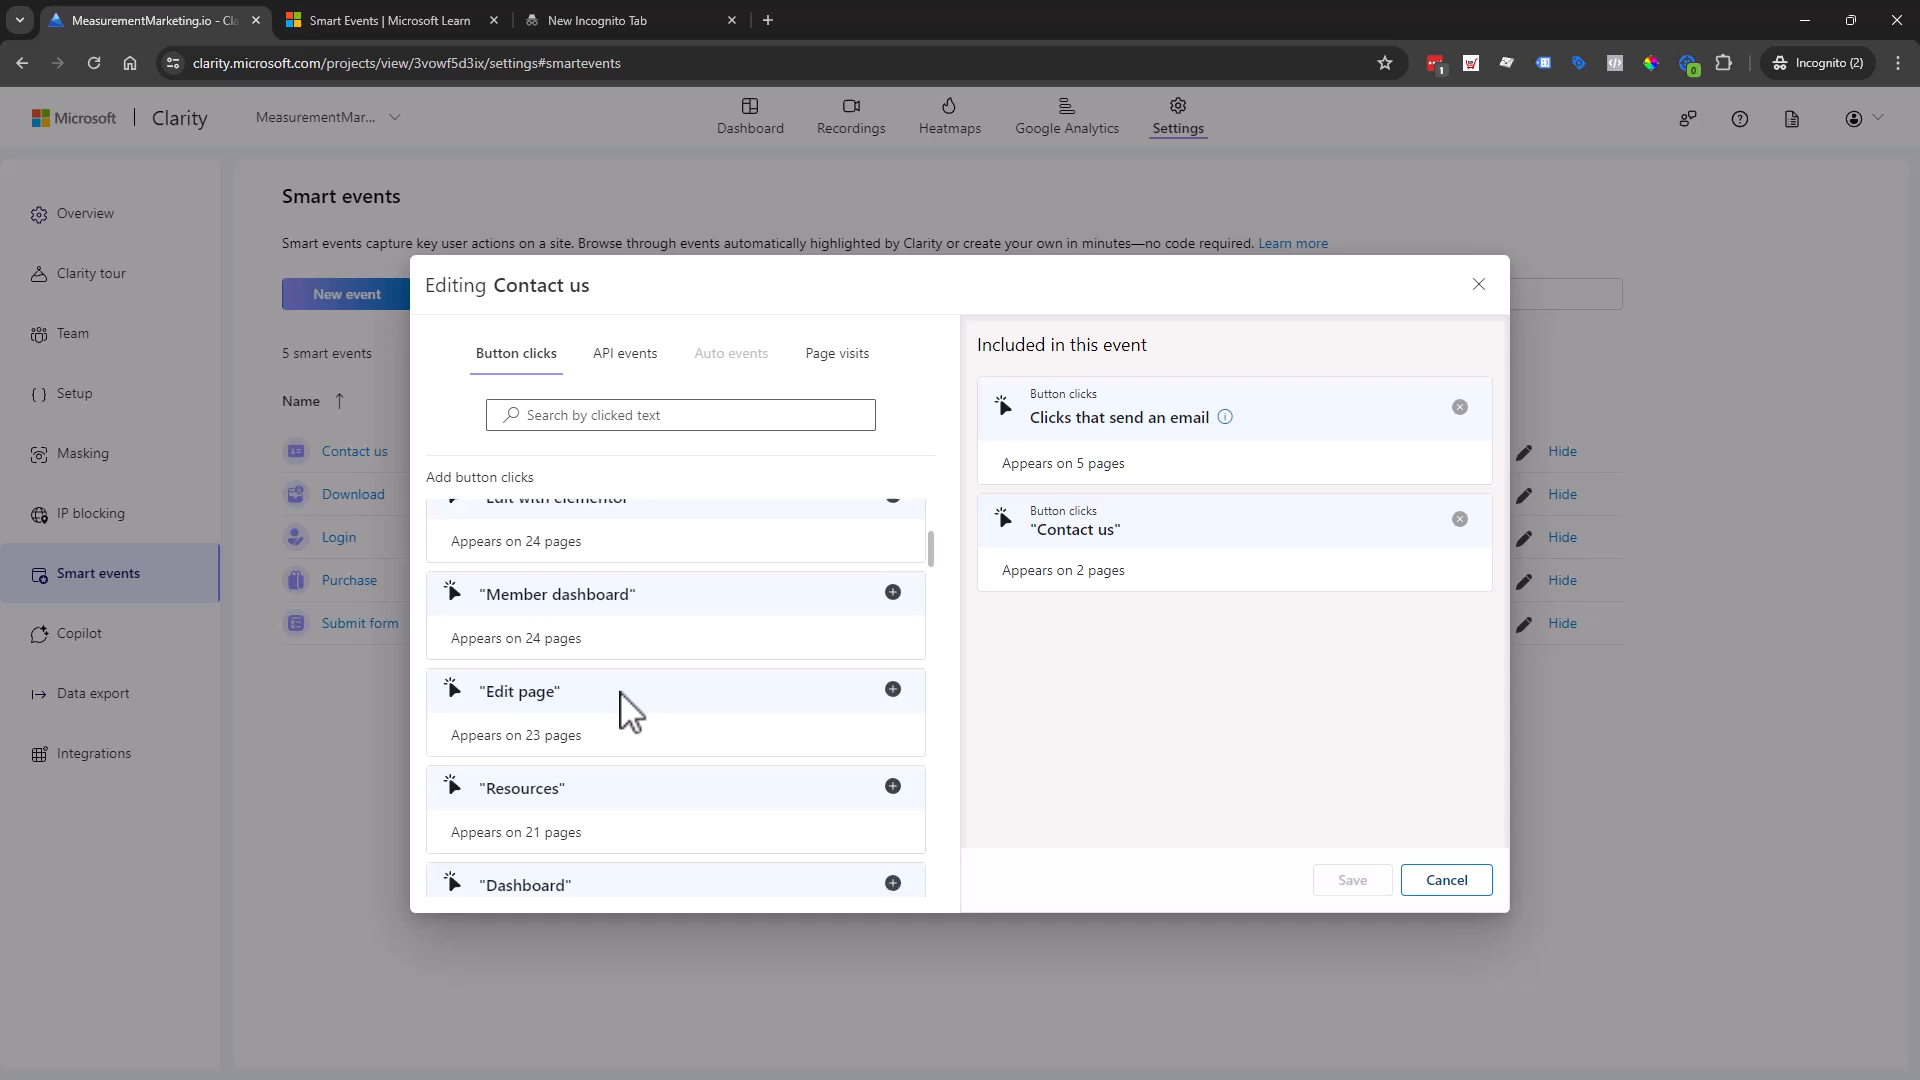 MeasurementMarketing.io - Cla
Smart Events | Microsoft Learn
New Incognito Tab
clarity.microsoft.com/projects/view/3vowf5d3ix/settings#smartevents
1
0
Incognito (2)
Microsoft | Clarity
MeasurementMar...
Dashboard
Recordings
Heatmaps
Google Analytics
Settings
Overview
Clarity tour
Team
Setup
Masking
IP blocking
Smart events
Copilot
Data export
Integrations
Smart events
Smart events capture key user actions on a site. Browse through events automatically highlighted by Clarity or create your own in minutes—no code required. Learn more
New event
5 smart events
Name
Contact us
Hide
Download
Hide
Login
Hide
Purchase
Hide
Submit form
Hide
Editing Contact us
Button clicks
API events
Auto events
Page visits
Search by clicked text
Add button clicks
"Edit with elementor"
Appears on 24 pages
"Member dashboard"
Appears on 24 pages
"Edit page"
Appears on 23 pages
"Resources"
Appears on 21 pages
"Dashboard"
Included in this event
Button clicks
Clicks that send an email
Appears on 5 pages
Button clicks
"Contact us"
Appears on 2 pages
Save
Cancel